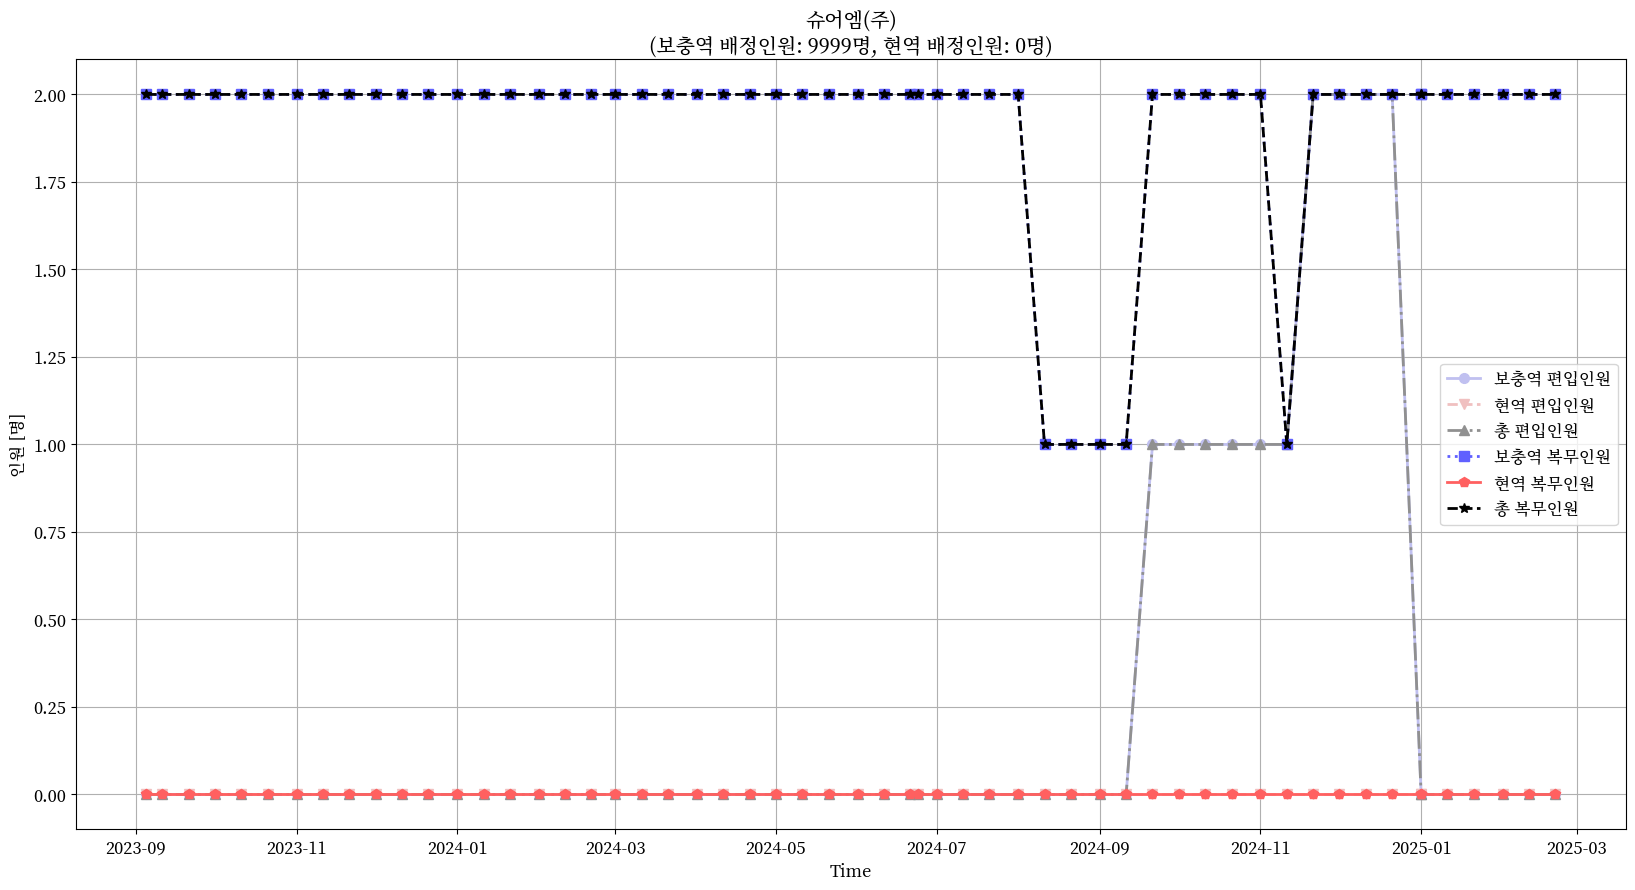 슈어엠(주)
(보충역 배정인원: 9999명, 현역 배정인원: 0명)
2.00
1.75
1.50
1.25
1.00
0.75
0.50
0.25
0.00
인원 [명]
보충역 편입인원
현역 편입인원
총 편입인원
보충역 복무인원
현역 복무인원
총 복무인원
2023-09
2023-11
2024-01
2024-03
2024-05
2024-07
2024-09
2024-11
2025-01
2025-03
Time